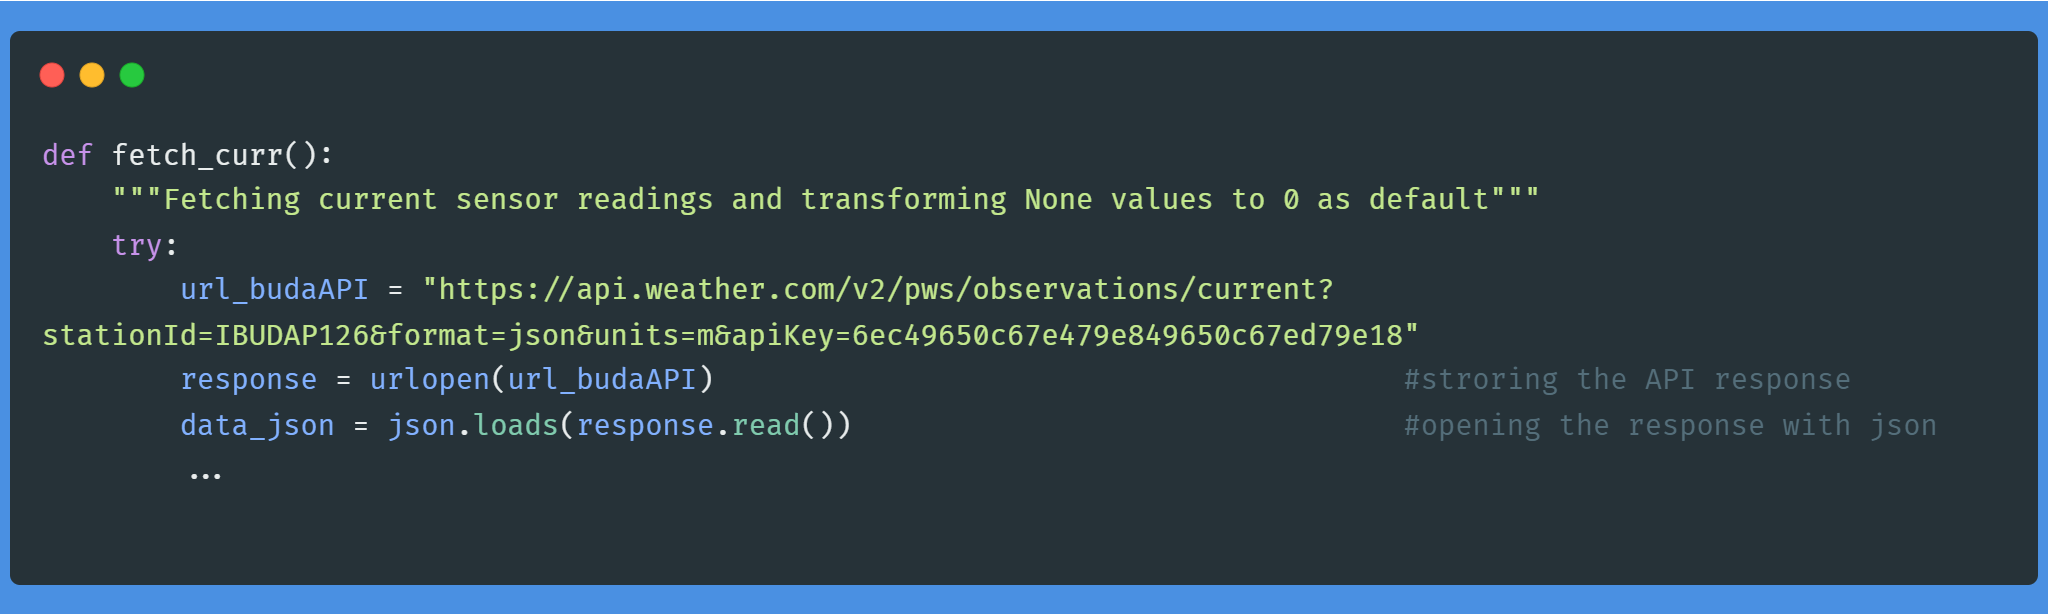 def fetch_curr():
    """Fetching current sensor readings and transforming None values to 0 as default"""
    try:
        url_budaAPI = "https://api.weather.com/v2/pws/observations/current?
stationId=IBUDAP126&format=json&units=m&apiKey=6ec49650c67e479e849650c67ed79e18"
        response = urlopen(url_budaAPI)                                        #stroring the API response
        data_json = json.loads(response.read())                                #opening the response with json
        ...